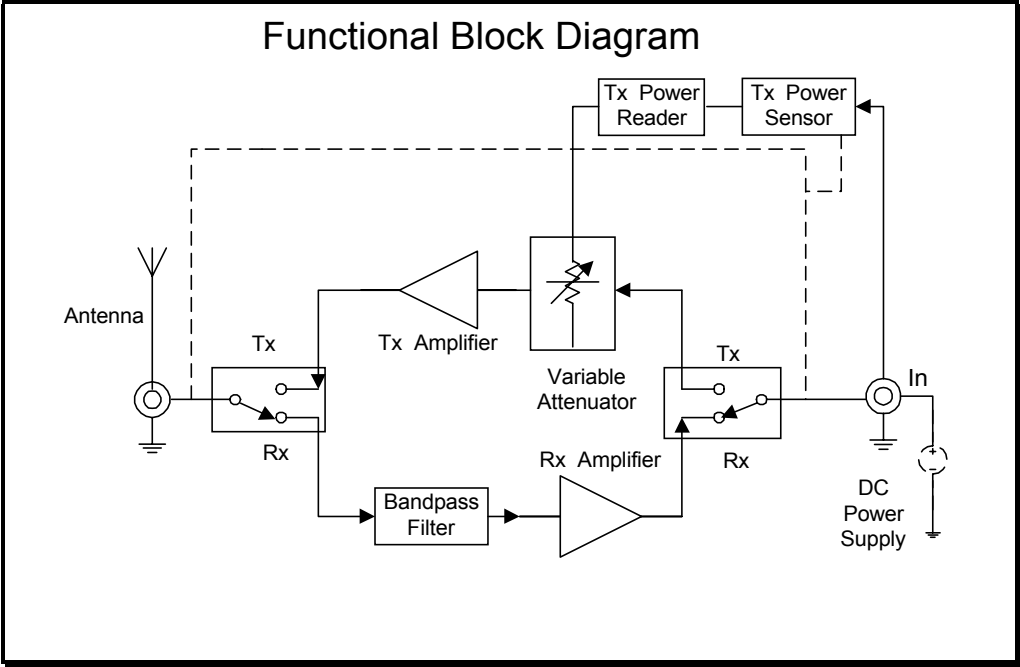 Functional Block Diagram
Tx Power
Reader
Tx Power
Sensor
Antenna
Tx
Tx Amplifier
Variable
Attenuator
Tx
In
Rx
Rx Amplifier
Rx
Bandpass
Filter
DC
Power
Supply
+
-